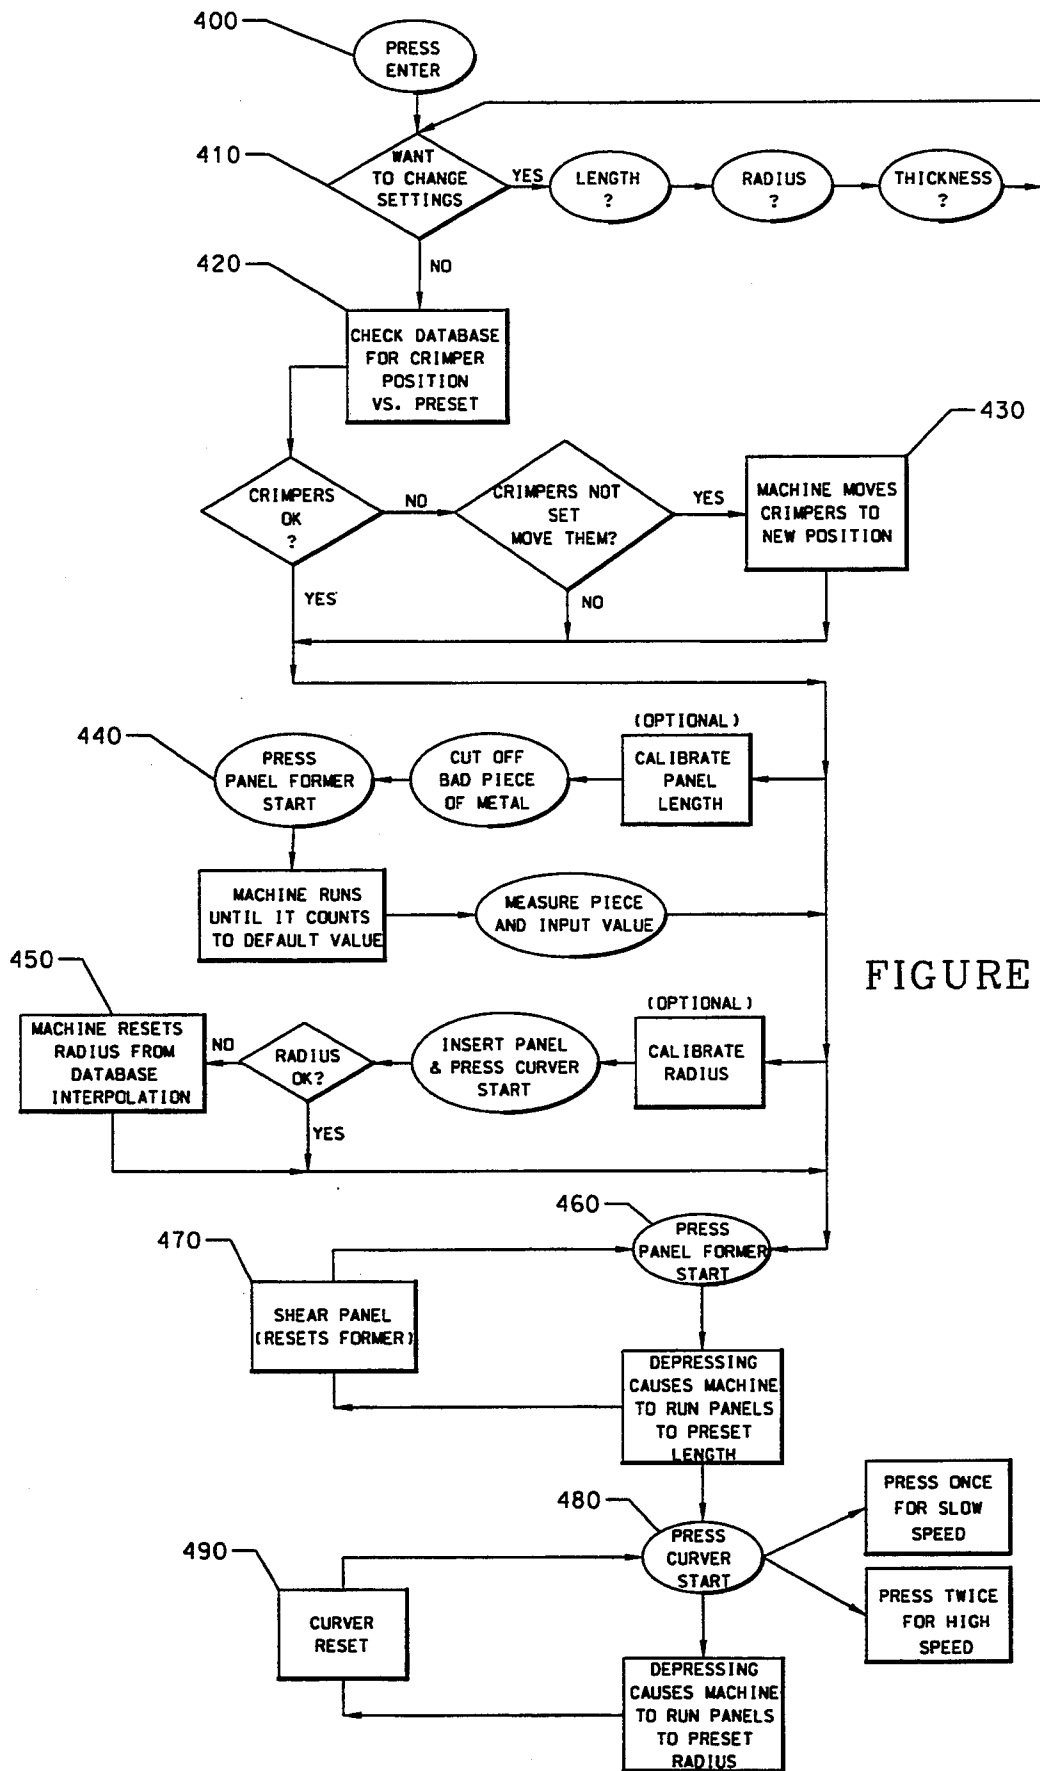 400
PRESS
ENTER
410
WANT
TO CHANGE
SETTINGS
YES
LENGTH
?
RADIUS
?
THICKNESS
?
NO
420
CHECK DATABASE
FOR CRIMPER
POSITION
VS. PRESET
430
CRIMPERS
OK
?
NO
CRIMPERS NOT
SET
MOVE THEM?
YES
MACHINE MOVES
CRIMPERS TO
NEW POSITION
YES
NO
440
PRESS
PANEL FORMER
START
CUT OFF
BAD PIECE
OF METAL
(OPTIONAL)
CALIBRATE
PANEL
LENGTH
MACHINE RUNS
UNTIL IT COUNTS
TO DEFAULT VALUE
MEASURE PIECE
AND INPUT VALUE
FIGURE
450
MACHINE RESETS
RADIUS FROM
DATABASE
INTERPOLATION
NO
RADIUS
OK?
INSERT PANEL
& PRESS CURVER
START
(OPTIONAL)
CALIBRATE
RADIUS
YES
460
PRESS
PANEL FORMER
START
470
SHEAR PANEL
(RESETS FORMER)
DEPRESSING
CAUSES MACHINE
TO RUN PANELS
TO PRESET
LENGTH
480
PRESS
CURVER
START
PRESS ONCE
FOR SLOW
SPEED
PRESS TWICE
FOR HIGH
SPEED
490
CURVER
RESET
DEPRESSING
CAUSES MACHINE
TO RUN PANELS
TO PRESET
RADIUS